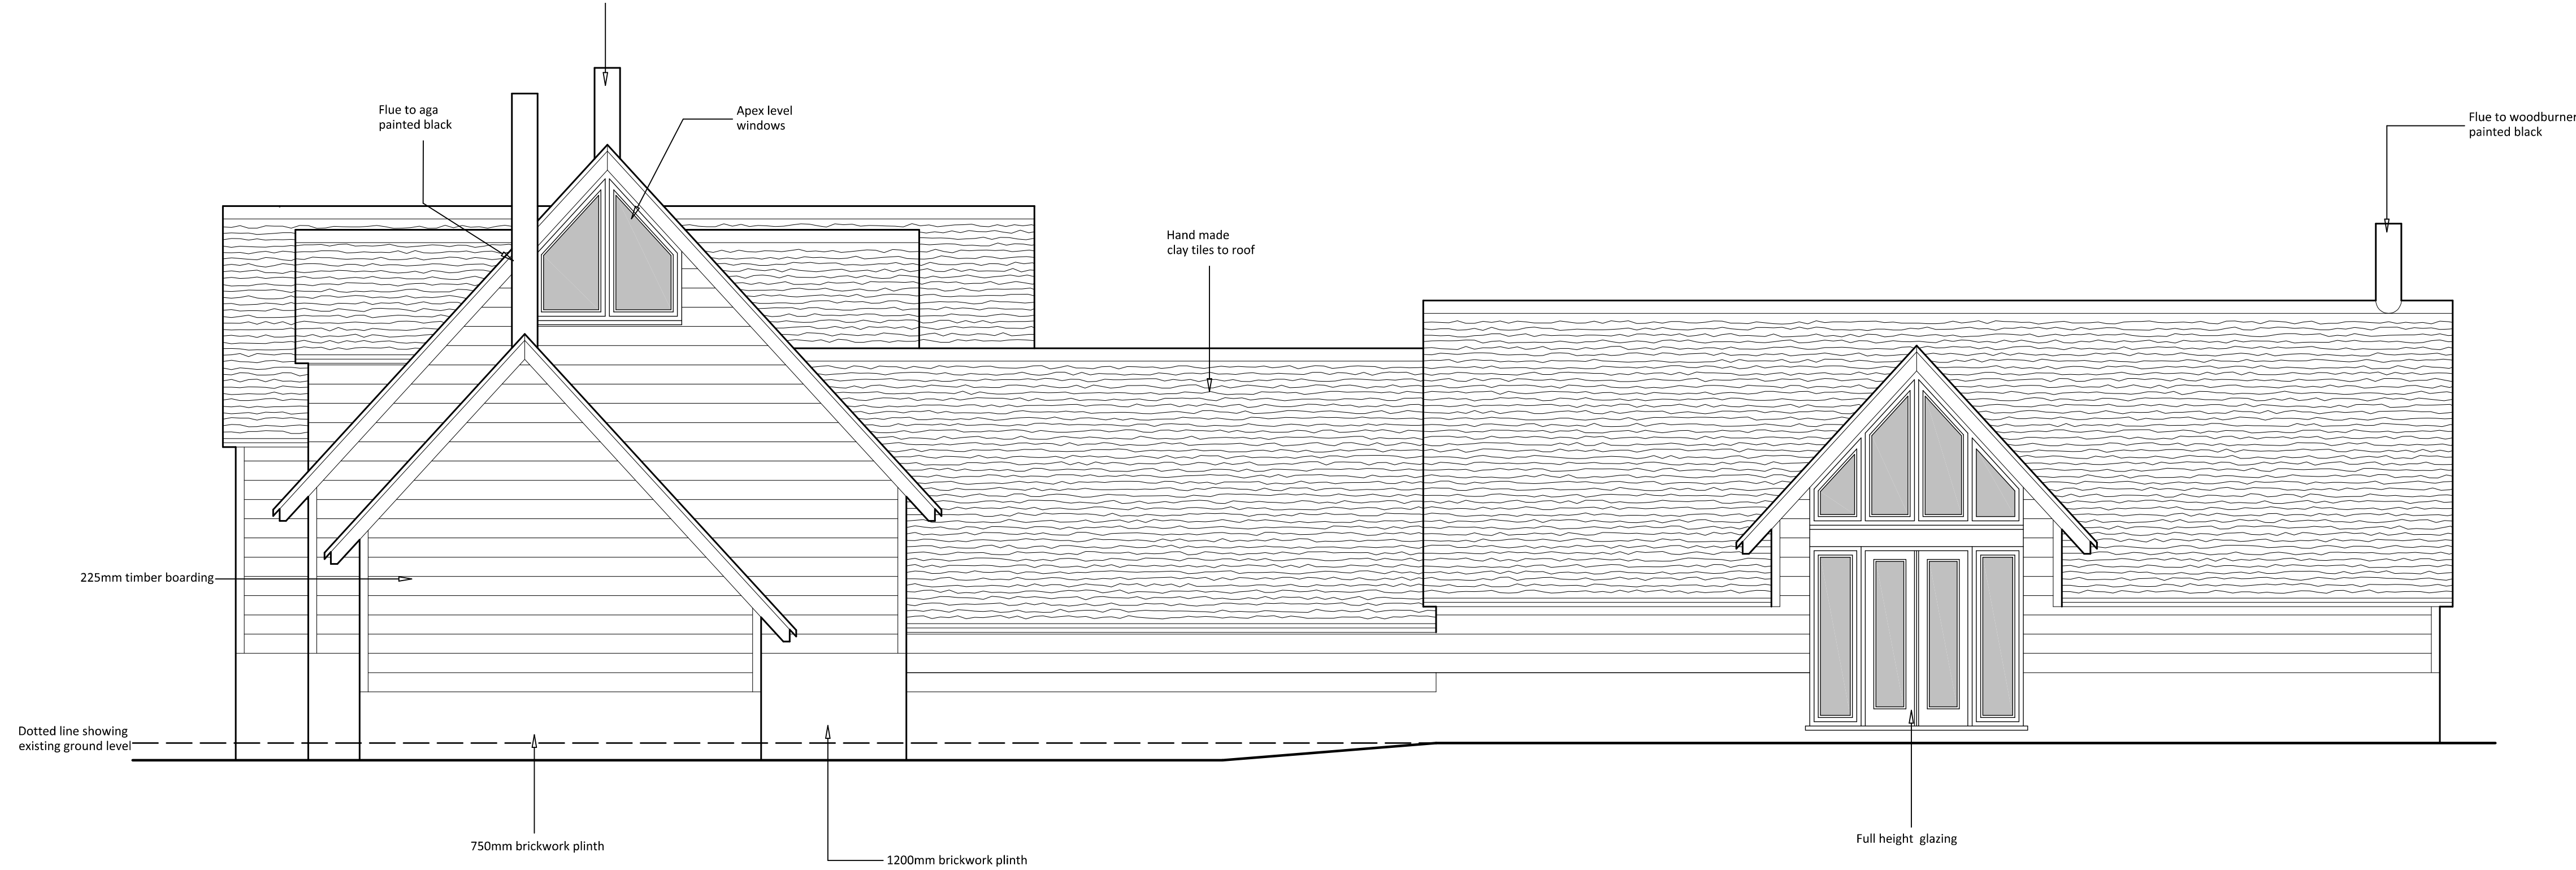 Flue to aga
painted black
Apex level
windows
Flue to woodburner
painted black
Hand made
clay tiles to roof
225mm timber boarding
Dotted line showing
existing ground level
750mm brickwork plinth
1200mm brickwork plinth
Full height glazing